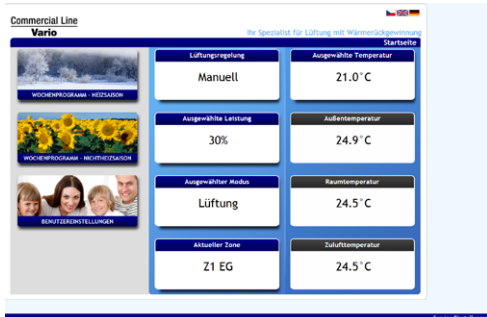 Commercial Line
Vario
Ihr Spezialist für Lüftung mit Wärmerückgewinnung
Startseite
WOCHENPROGRAMM - HEIZSAISON
WOCHENPROGRAMM - NICHTHEIZSAISON
BENUTZEREINSTELLUNGEN
Lüftungsregelung
Manuell
Ausgewählte Leistung
30%
Ausgewählter Modus
Lüftung
Aktueller Zone
Z1 EG
Ausgewählte Temperatur
21.0°C
Außentemperatur
24.9°C
Raumtemperatur
24.5°C
Zulufttemperatur
24.5°C